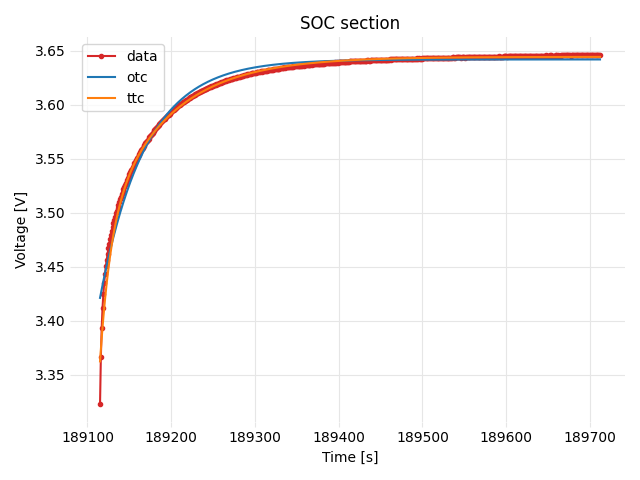 SOC section
data
otc
ttc
Voltage [V]
3.65
3.60
3.55
3.50
3.45
3.40
3.35
189100 189200 189300 189400 189500 189600 189700
Time [s]